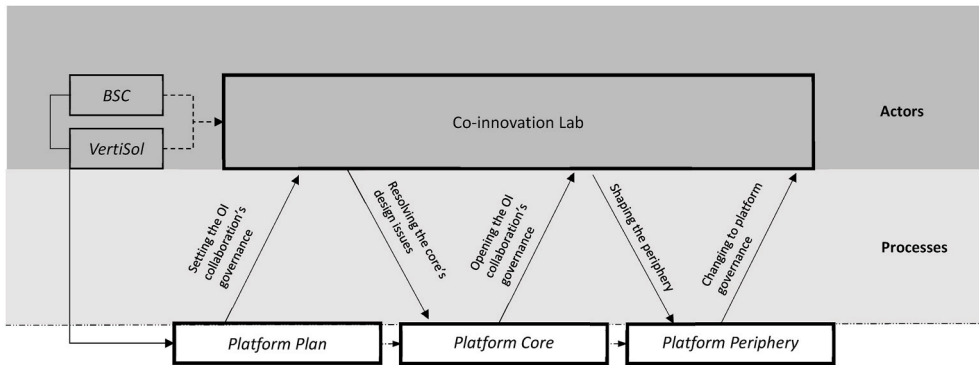 BSC
VertiSol
Co-innovation Lab
Actors
Setting the OI
collaboration's
governance
Resolving the core's
design issues
Opening the OI
collaboration's
governance
Shaping the periphery
Changing to platform
governance
Processes
Platform Plan
Platform Core
Platform Periphery